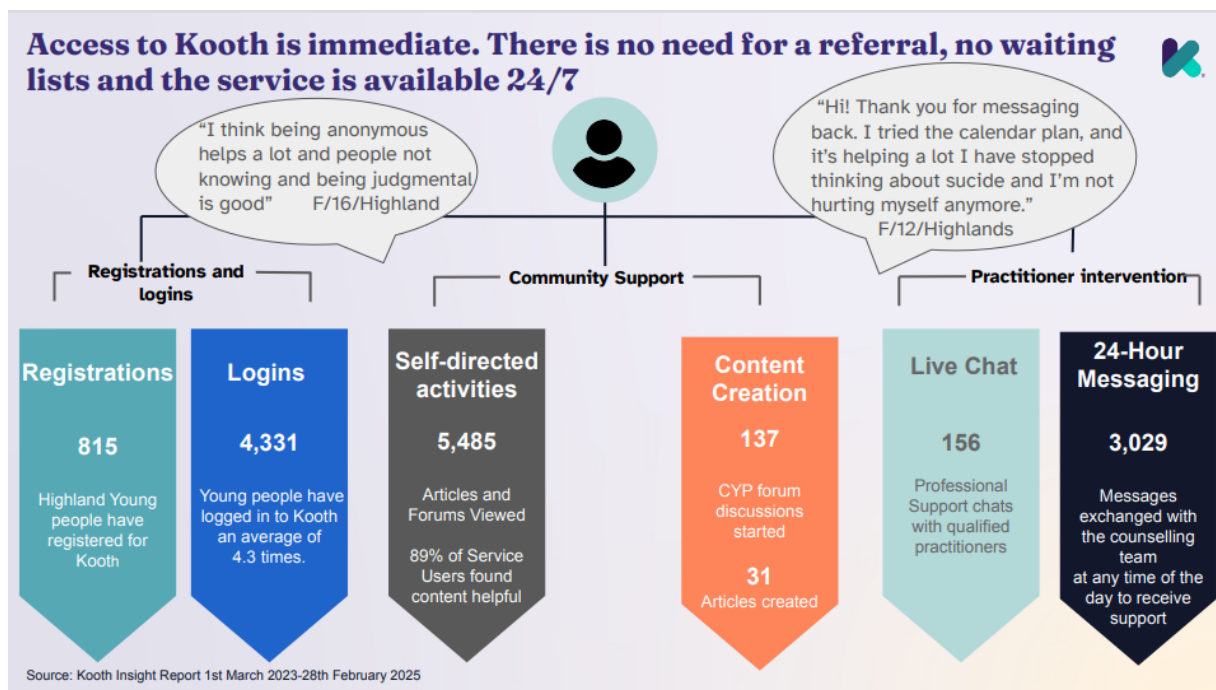 Access to Kooth is immediate. There is no need for a referral, no waiting
lists and the service is available 24/7
“I think being anonymous
helps a lot and people not
knowing and being judgmental
is good” F/16/Highland
“Hi! Thank you for messaging
back. I tried the calendar plan, and
it’s helping a lot I have stopped
thinking about sucide and I’m not
hurting myself anymore.”
F/12/Highlands
Registrations and
logins
Community Support
Practitioner intervention
Registrations
815
Highland Young
people have
registered for
Kooth
Logins
4,331
Young people have
logged in to Kooth
an average of
4.3 times.
Self-directed
activities
5,485
Articles and
Forums Viewed
89% of Service
Users found
content helpful
Content
Creation
137
CYP forum
discussions
started
31
Articles created
Live Chat
156
Professional
Support chats
with qualified
practitioners
24-Hour
Messaging
3,029
Messages
exchanged with
the counselling
team
at any time of the
day to receive
support
Source: Kooth Insight Report 1st March 2023-28th February 2025